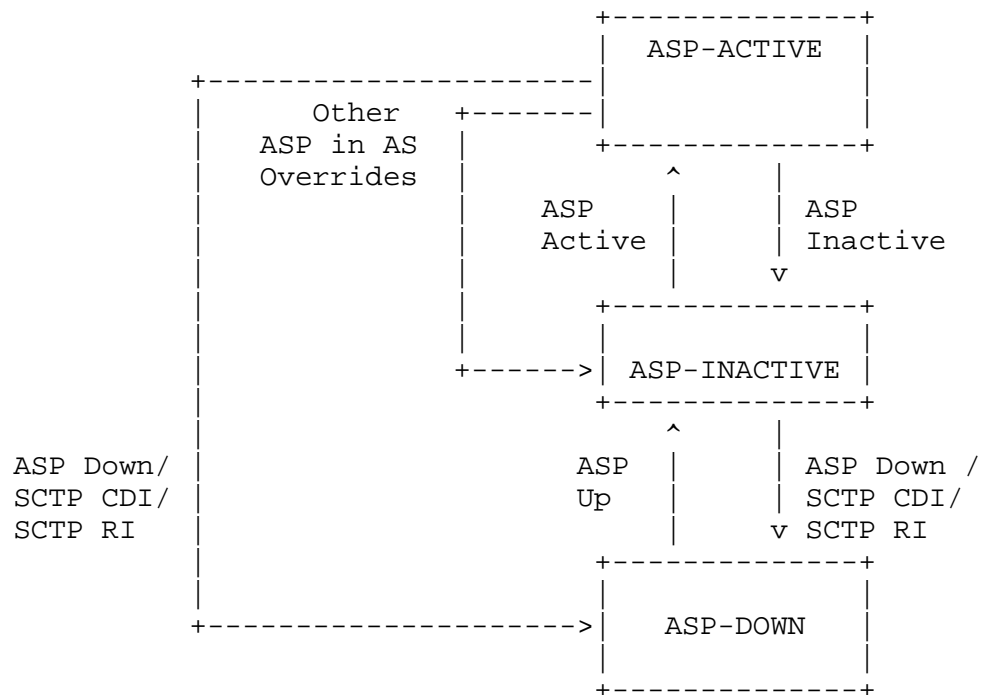 ASP-ACTIVE
Other
ASP in AS
Overrides
ASP
Active
ASP
Inactive
ASP-INACTIVE
ASP Down/
SCTP CDI/
SCTP RI
ASP
Up
ASP Down /
SCTP CDI/
SCTP RI
ASP-DOWN